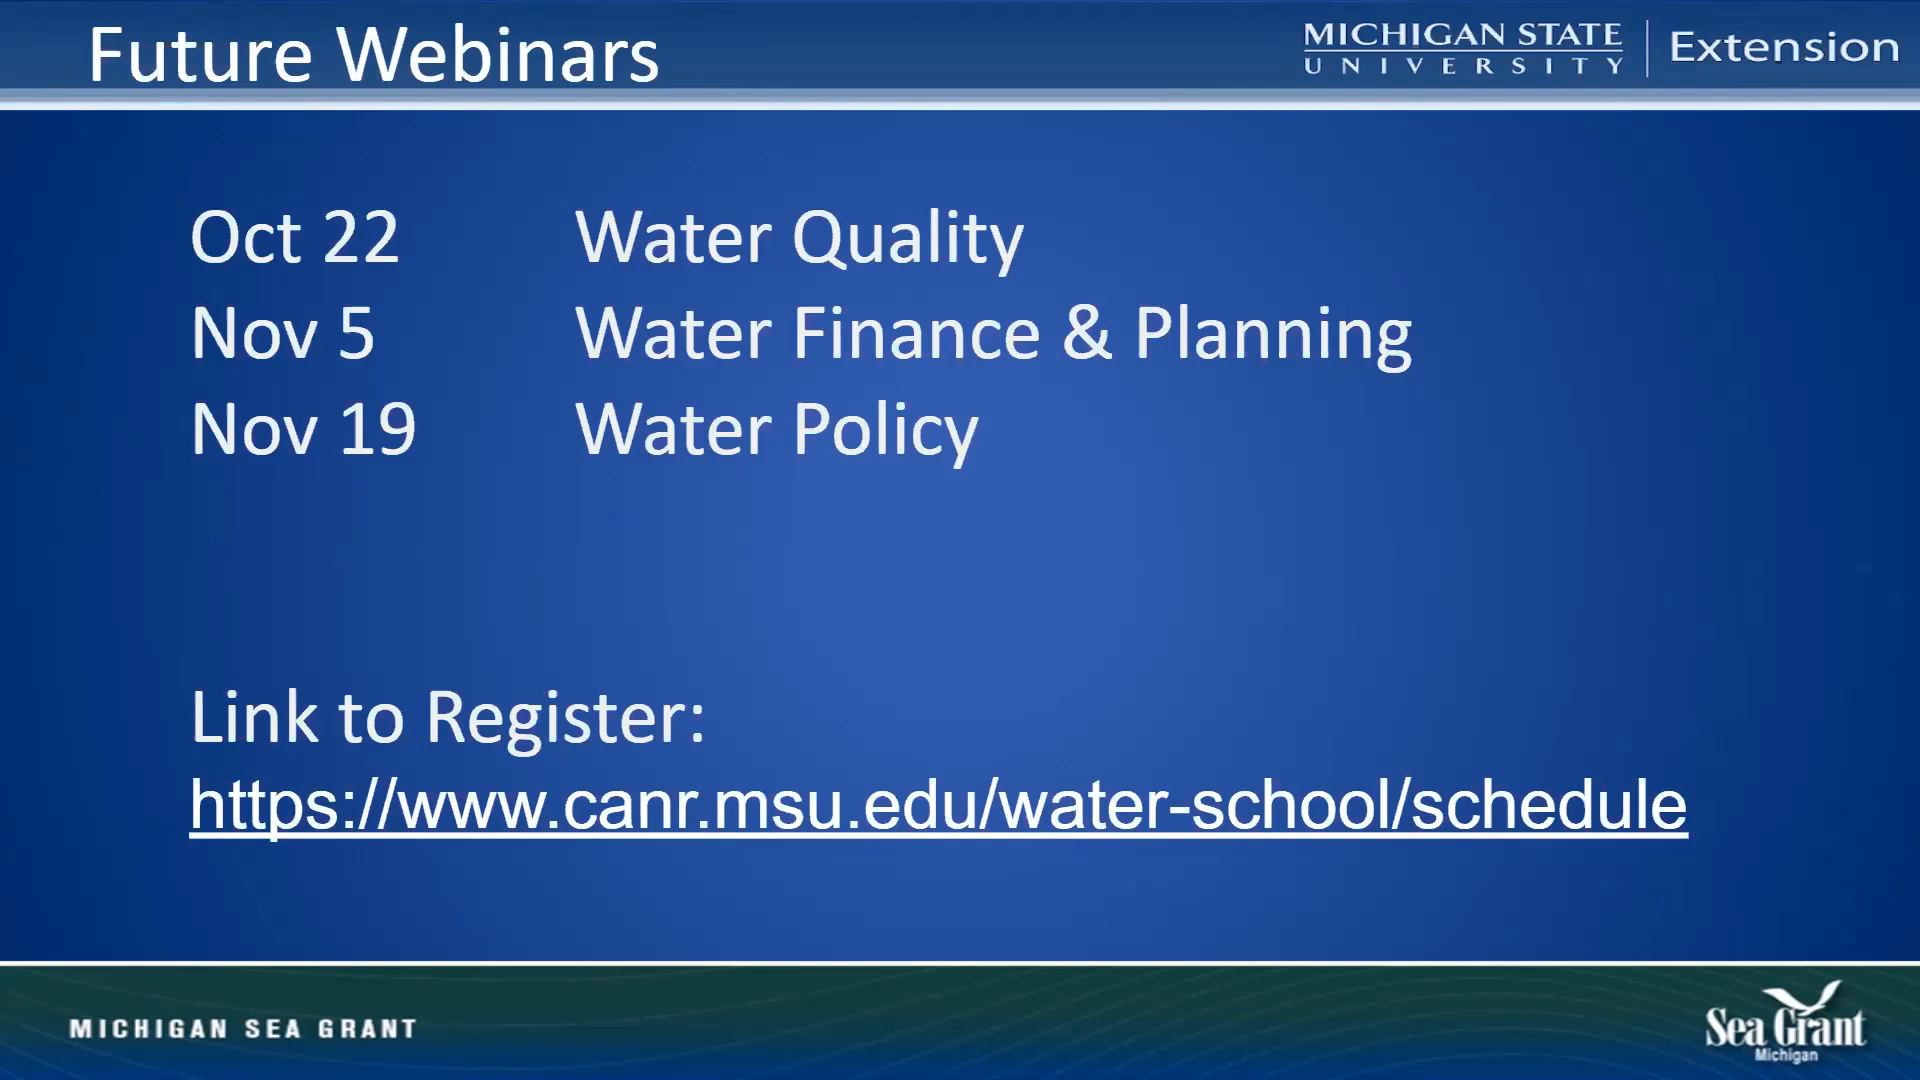 Future Webinars
MICHIGAN STATE
UNIVERSITY
Extension
Oct 22 Water Quality
Nov 5 Water Finance & Planning
Nov 19 Water Policy
Link to Register:
https://www.canr.msu.edu/water-school/schedule
MICHIGAN SEA GRANT
Sea Grant
Michigan